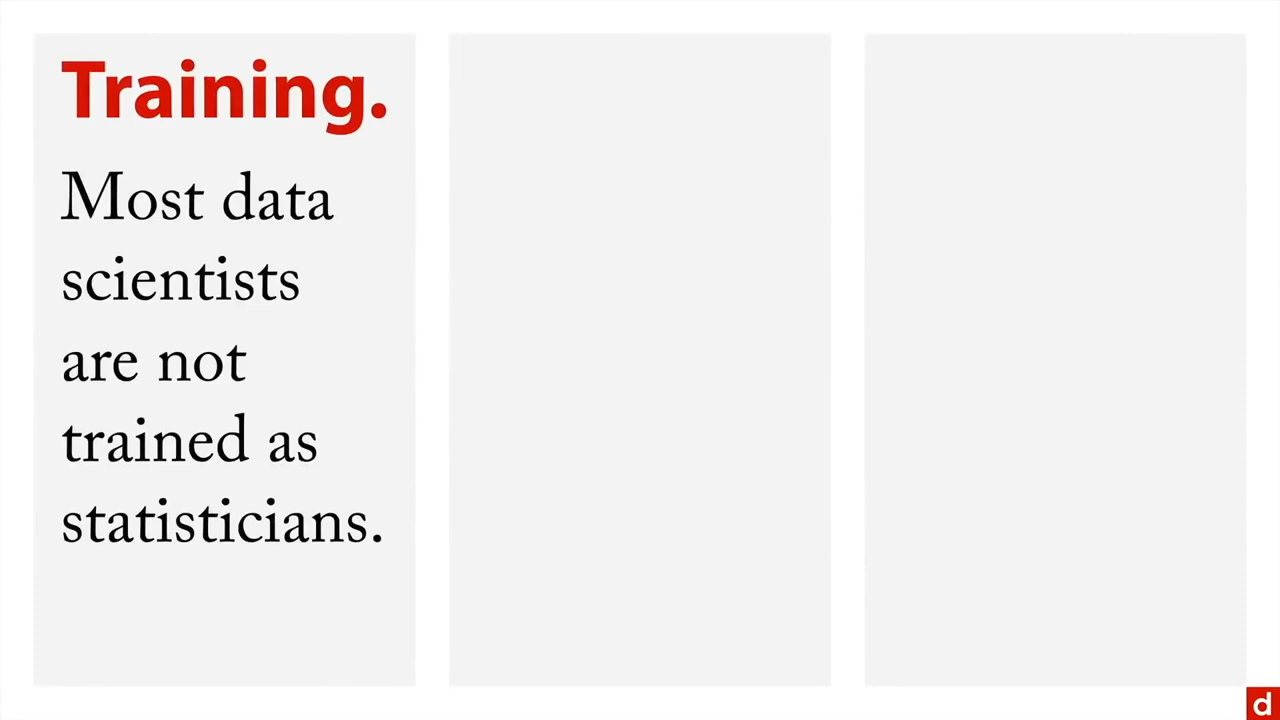 Training.
Most data
scientists
are not
trained as
statisticians.
d